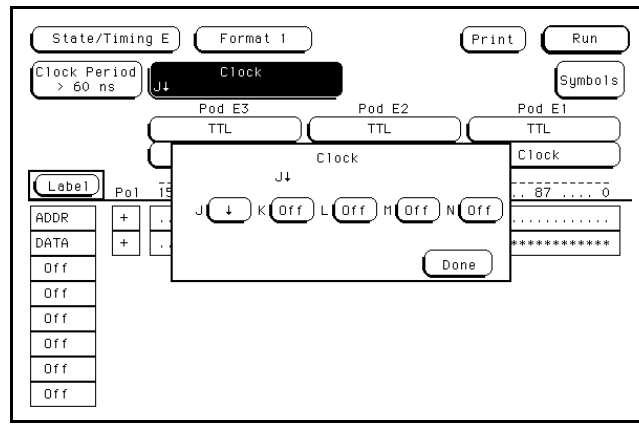 State/Timing E Format 1 Print Run
Clock Period > 60 ns
Clock
J↓
Symbols
Pod E3 Pod E2 Pod E1
TTL TTL TTL
Clock
Label Pol 15 .. 87 .... 0
ADDR + .. ............
DATA + .. ************
Off
Off
Off
Off
Off
Off
Clock
J↓
J ↓ K Off L Off M Off N Off
Done